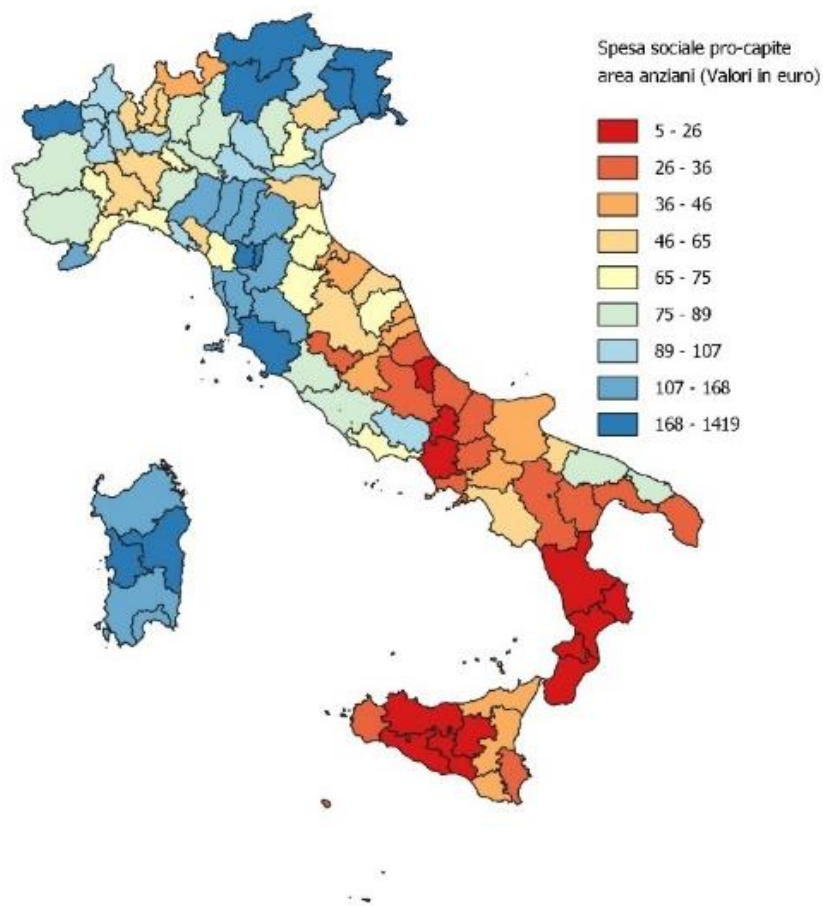 Spesa sociale pro-capite
area anziani (Valori in euro)
5 - 26
26 - 36
36 - 46
46 - 65
65 - 75
75 - 89
89 - 107
107 - 168
168 - 1419